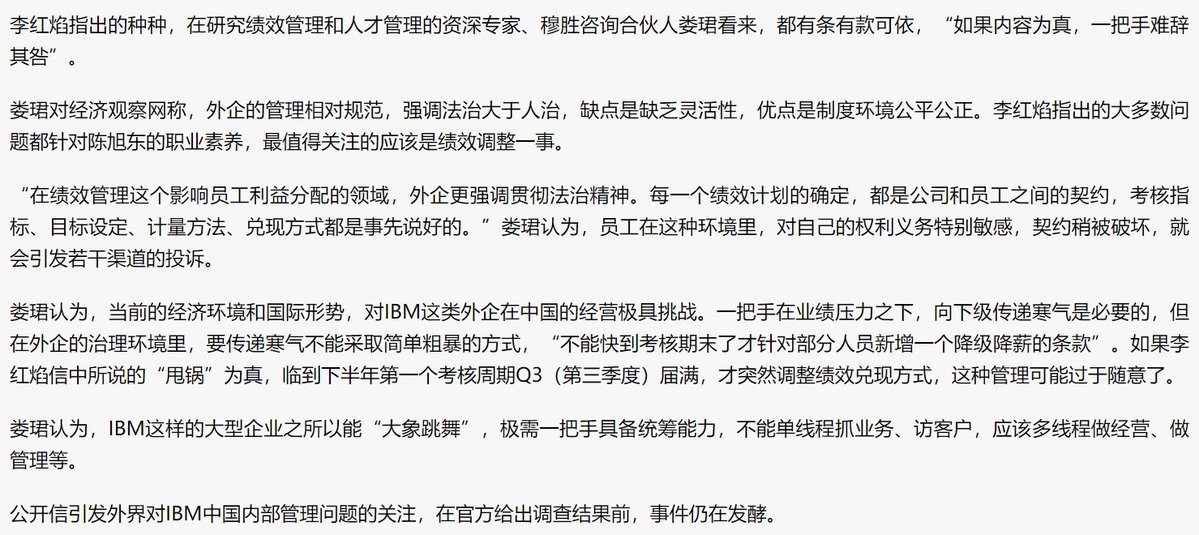 李红焰指出的种种，在研究绩效管理和人才管理的资深专家、穆胜咨询合伙人娄珺看来，都有条有款可依，“如果内容为真，一把手难辞
其咎”。
娄珺对经济观察网称，外企的管理相对规范，强调法治大于人治，缺点是缺乏灵活性，优点是制度环境公平公正。李红焰指出的大多数问
题都针对陈旭东的职业素养，最值得关注的应该是绩效调整一事。
“在绩效管理这个影响员工利益分配的领域，外企更强调贯彻法治精神。每一个绩效计划的确定，都是公司和员工之间的契约，考核指
标、目标设定、计量方法、兑现方式都是事先说好的。”娄珺认为，员工在这种环境里，对自己的权利义务特别敏感，契约稍被破坏，就
会引发若干渠道的投诉。
娄珺认为，当前的经济环境和国际形势，对IBM这类外企在中国的经营极具挑战。一把手在业绩压力之下，向下级传递寒气是必要的，但
在外企的治理环境里，要传递寒气不能采取简单粗暴的方式，“不能快到考核期末了才针对部分人员新增一个降级降薪的条款”。如果李
红焰信中所说的“甩锅”为真，临到下半年第一个考核周期Q3（第三季度）届满，才突然调整绩效兑现方式，这种管理可能过于随意了。
娄珺认为，IBM这样的大型企业之所以能“大象跳舞”，极需一把手具备统筹能力，不能单线程抓业务、访客户，应该多线程做经营、做
管理等。
公开信引发外界对IBM中国内部管理问题的关注，在官方给出调查结果前，事件仍在发酵。